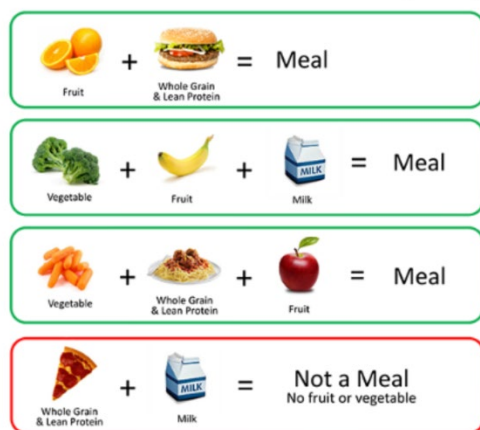 + = Meal
Fruit
Whole Grain
& Lean Protein
+ + MILK = Meal
Vegetable
Fruit
Milk
+ + = Meal
Vegetable
Whole Grain
& Lean Protein
Fruit
+ MILK = Not a Meal
No fruit or vegetable
Whole Grain
& Lean Protein
Milk